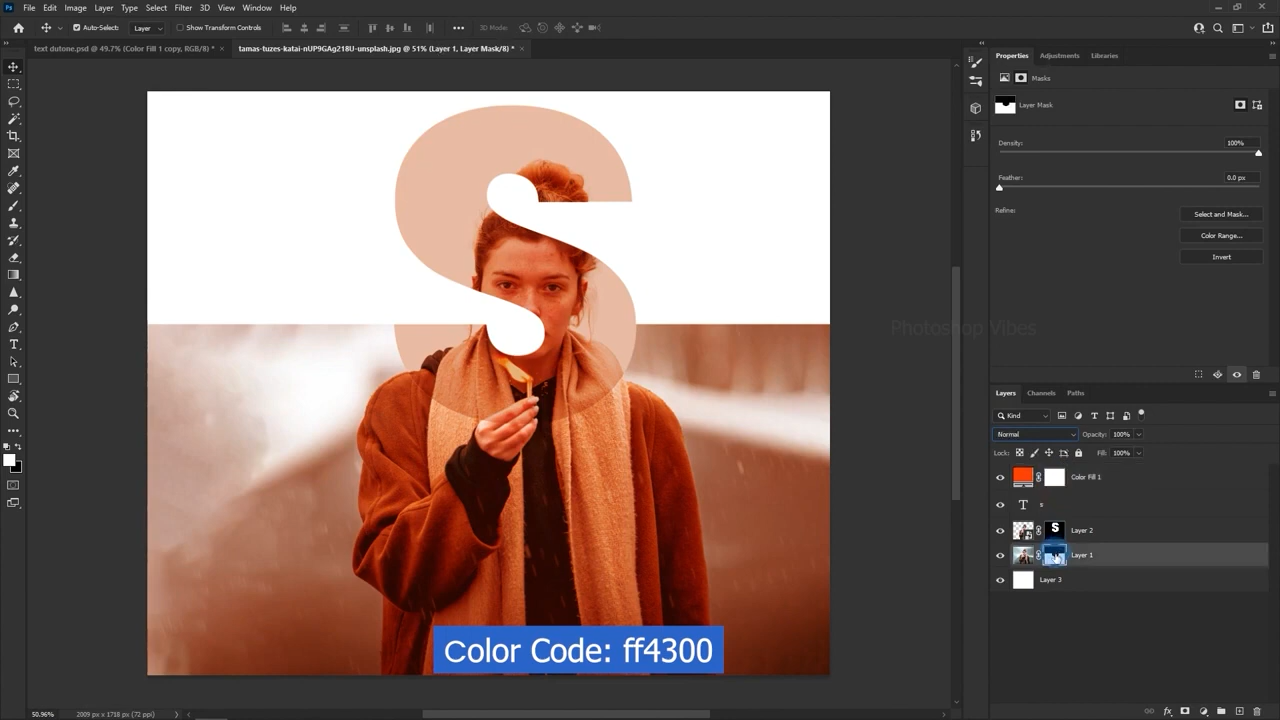 Ps File Edit Image Layer Type Select Filter 3D View Window Help
Auto-Select: Layer Show Transform Controls ••• 3D Mode:
text dutone.psd @ 49.7% (Color Fill 1 copy, RGB/8) * × tamas-tuzes-katai-nUP9GAg218U-unsplash.jpg @ 51% (Layer 1, Layer Mask/8) * ×
Properties Adjustments Libraries
Masks
Layer Mask
Density: 100%
Feather: 0.0 px
Refine: Select and Mask...
Color Range...
Invert
Photoshop Vibes
S
Layers Channels Paths
Kind
Normal Opacity: 100%
Lock: Fill: 100%
Color Fill 1
T s
S Layer 2
Layer 1
Layer 3
Color Code: ff4300
50.96% 2009 px x 1718 px (72 ppi)